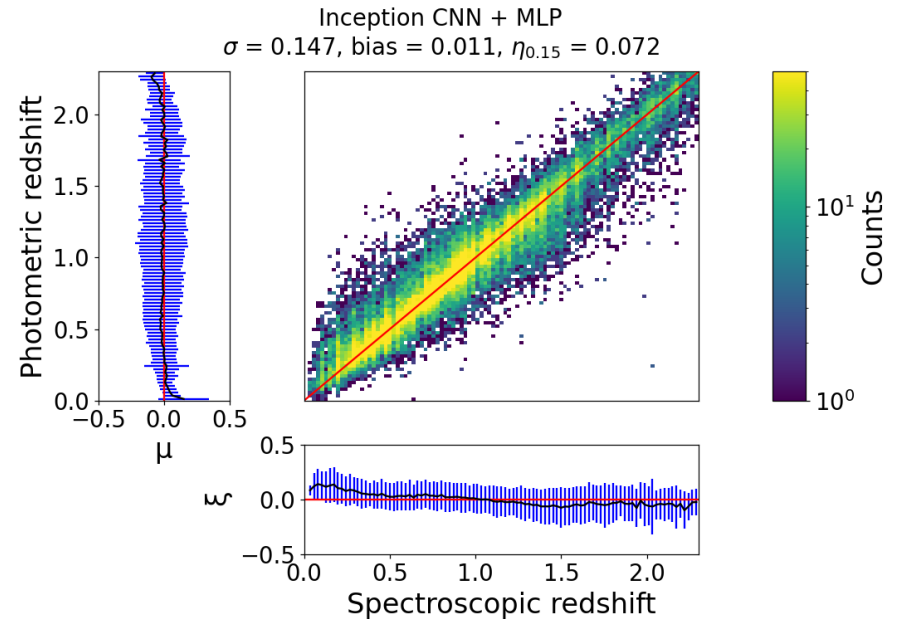 Inception CNN + MLP
σ = 0.147, bias = 0.011, η0.15 = 0.072
Photometric redshift
2.0
1.5
1.0
0.5
0.0
−0.5 0.0 0.5
μ
10¹
10⁰
Counts
ξ
0.5
0.0
−0.5
0.0 0.5 1.0 1.5 2.0
Spectroscopic redshift